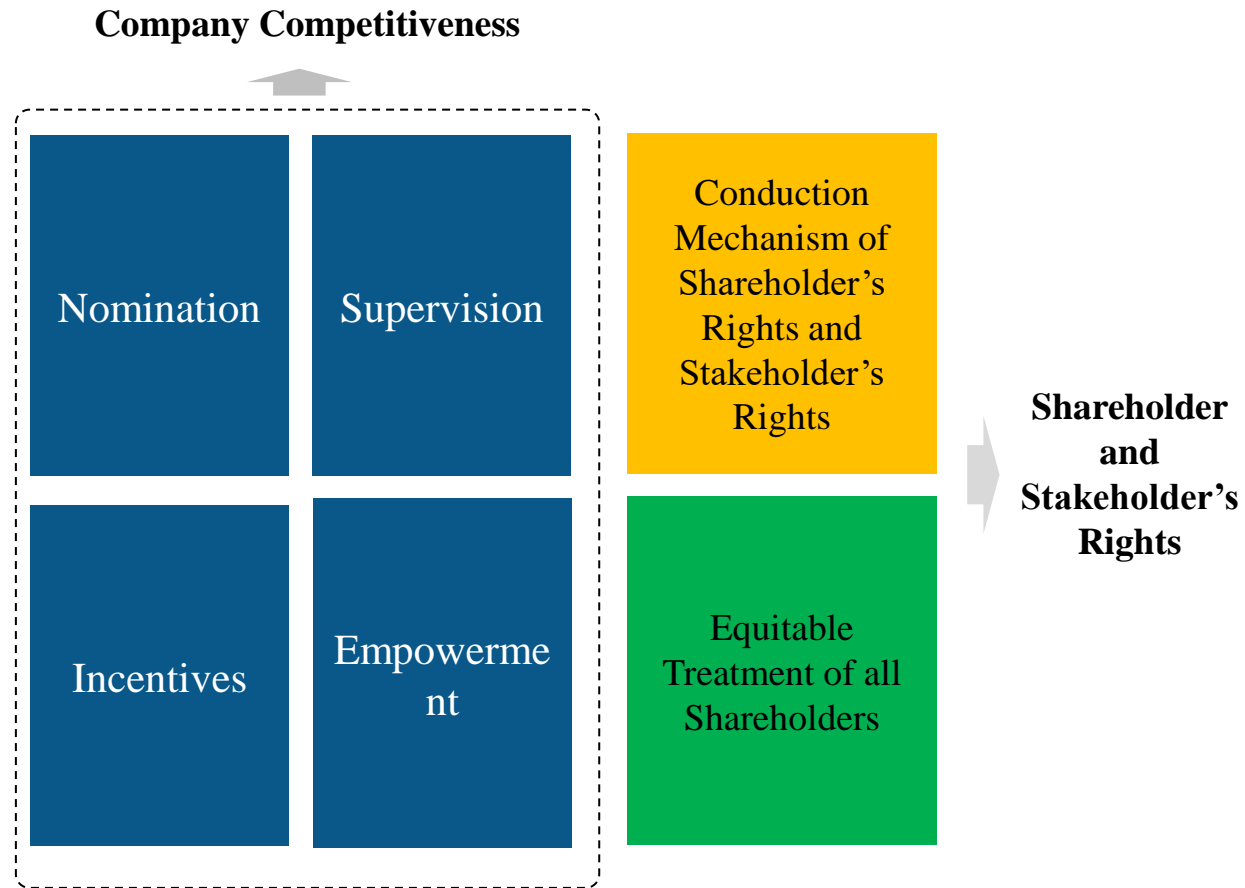 Company Competitiveness
Nomination
Supervision
Incentives
Empowerme
nt
Conduction
Mechanism of
Shareholder’s
Rights and
Stakeholder’s
Rights
Equitable
Treatment of all
Shareholders
Shareholder
and
Stakeholder’s
Rights